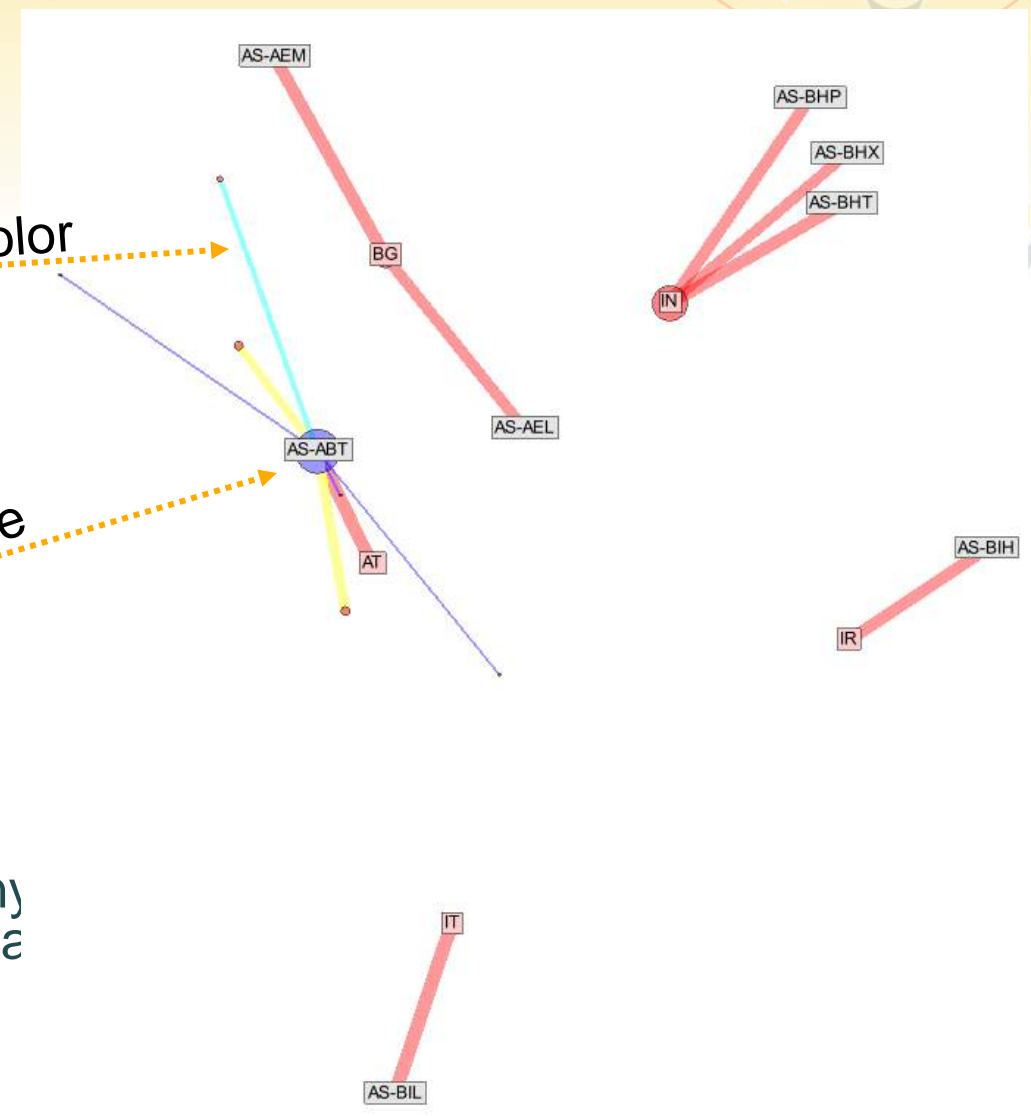 AS-AEM
AS-BHP
AS-BHX
AS-BHT
BG
IN
AS-AEL
AS-ABT
AS-BIH
AT
IR
IT
AS-BIL